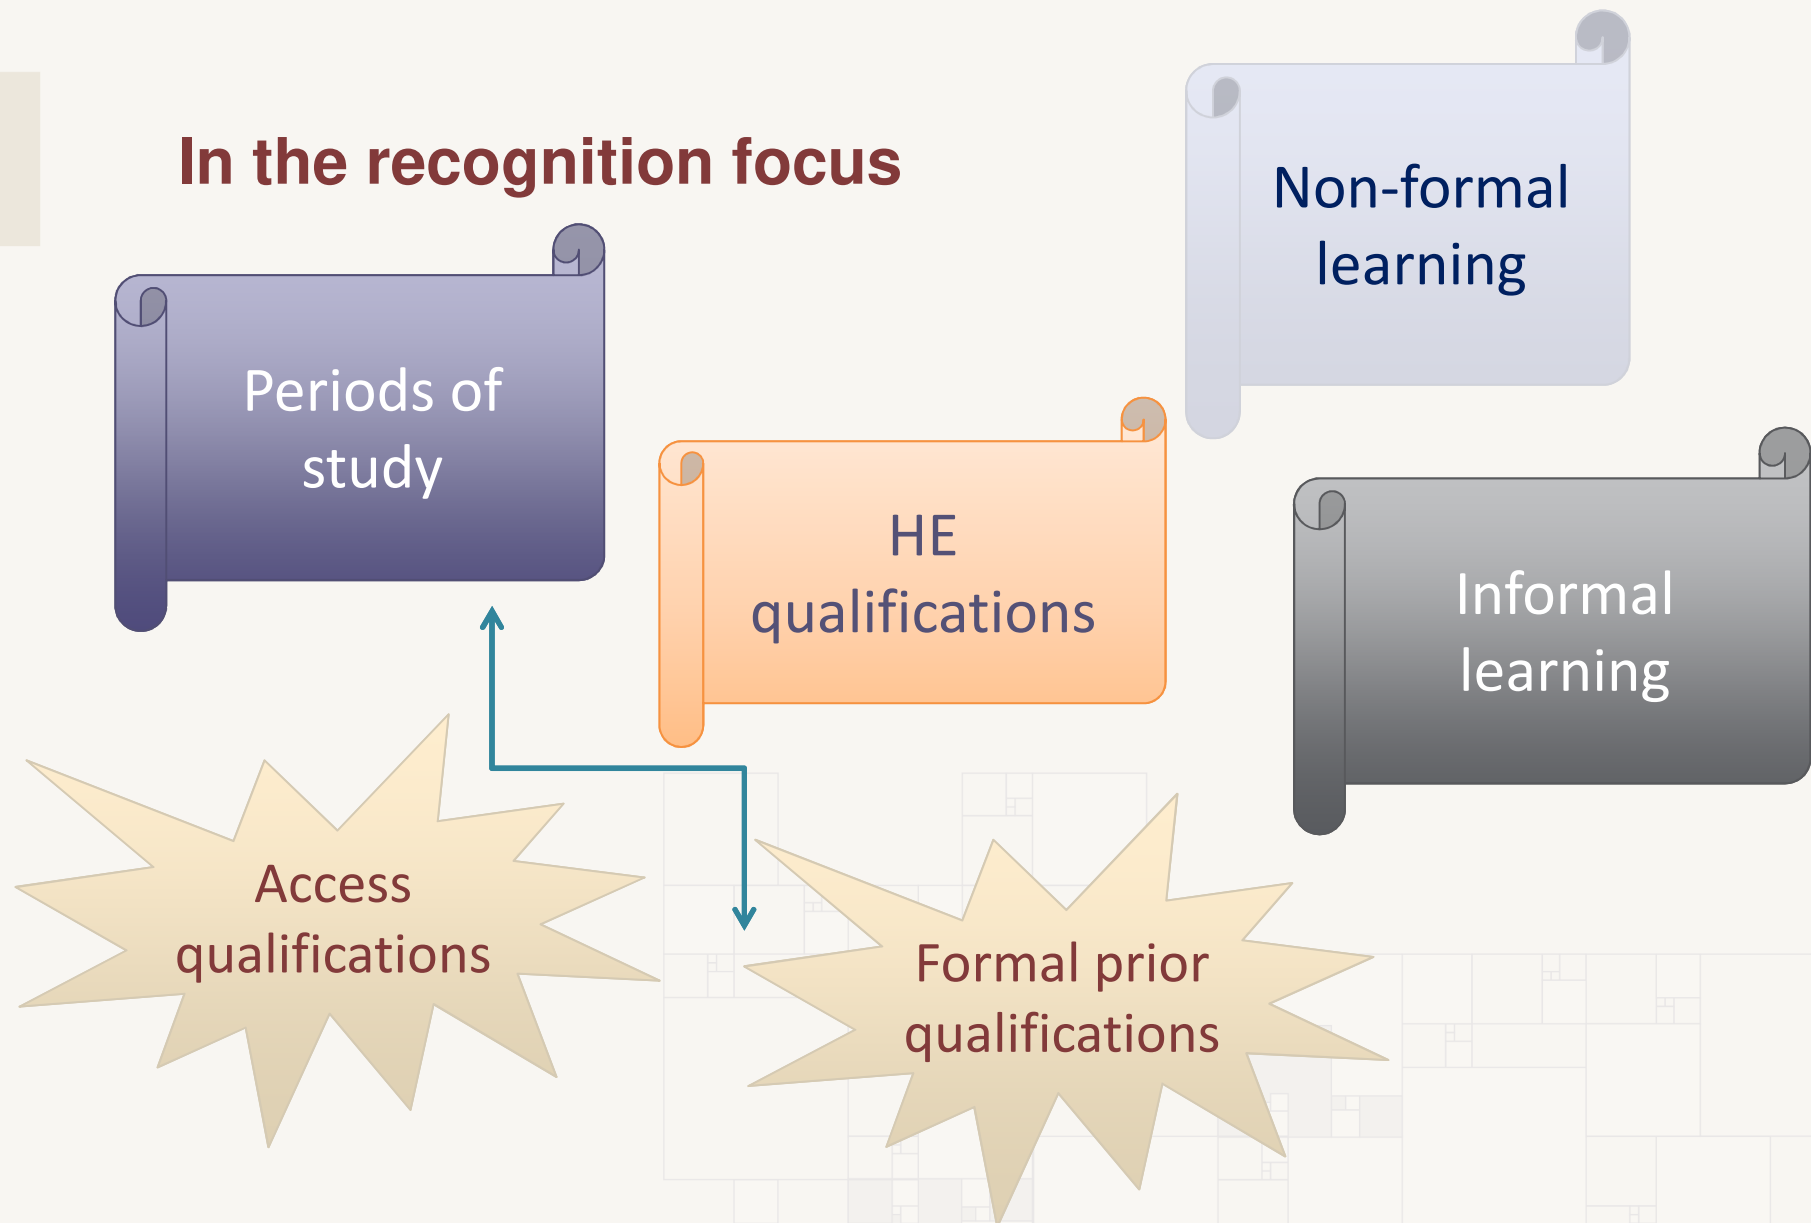 In the recognition focus
Non-formal
learning
Periods of
study
HE
qualifications
Informal
learning
Access
qualifications
Formal prior
qualifications